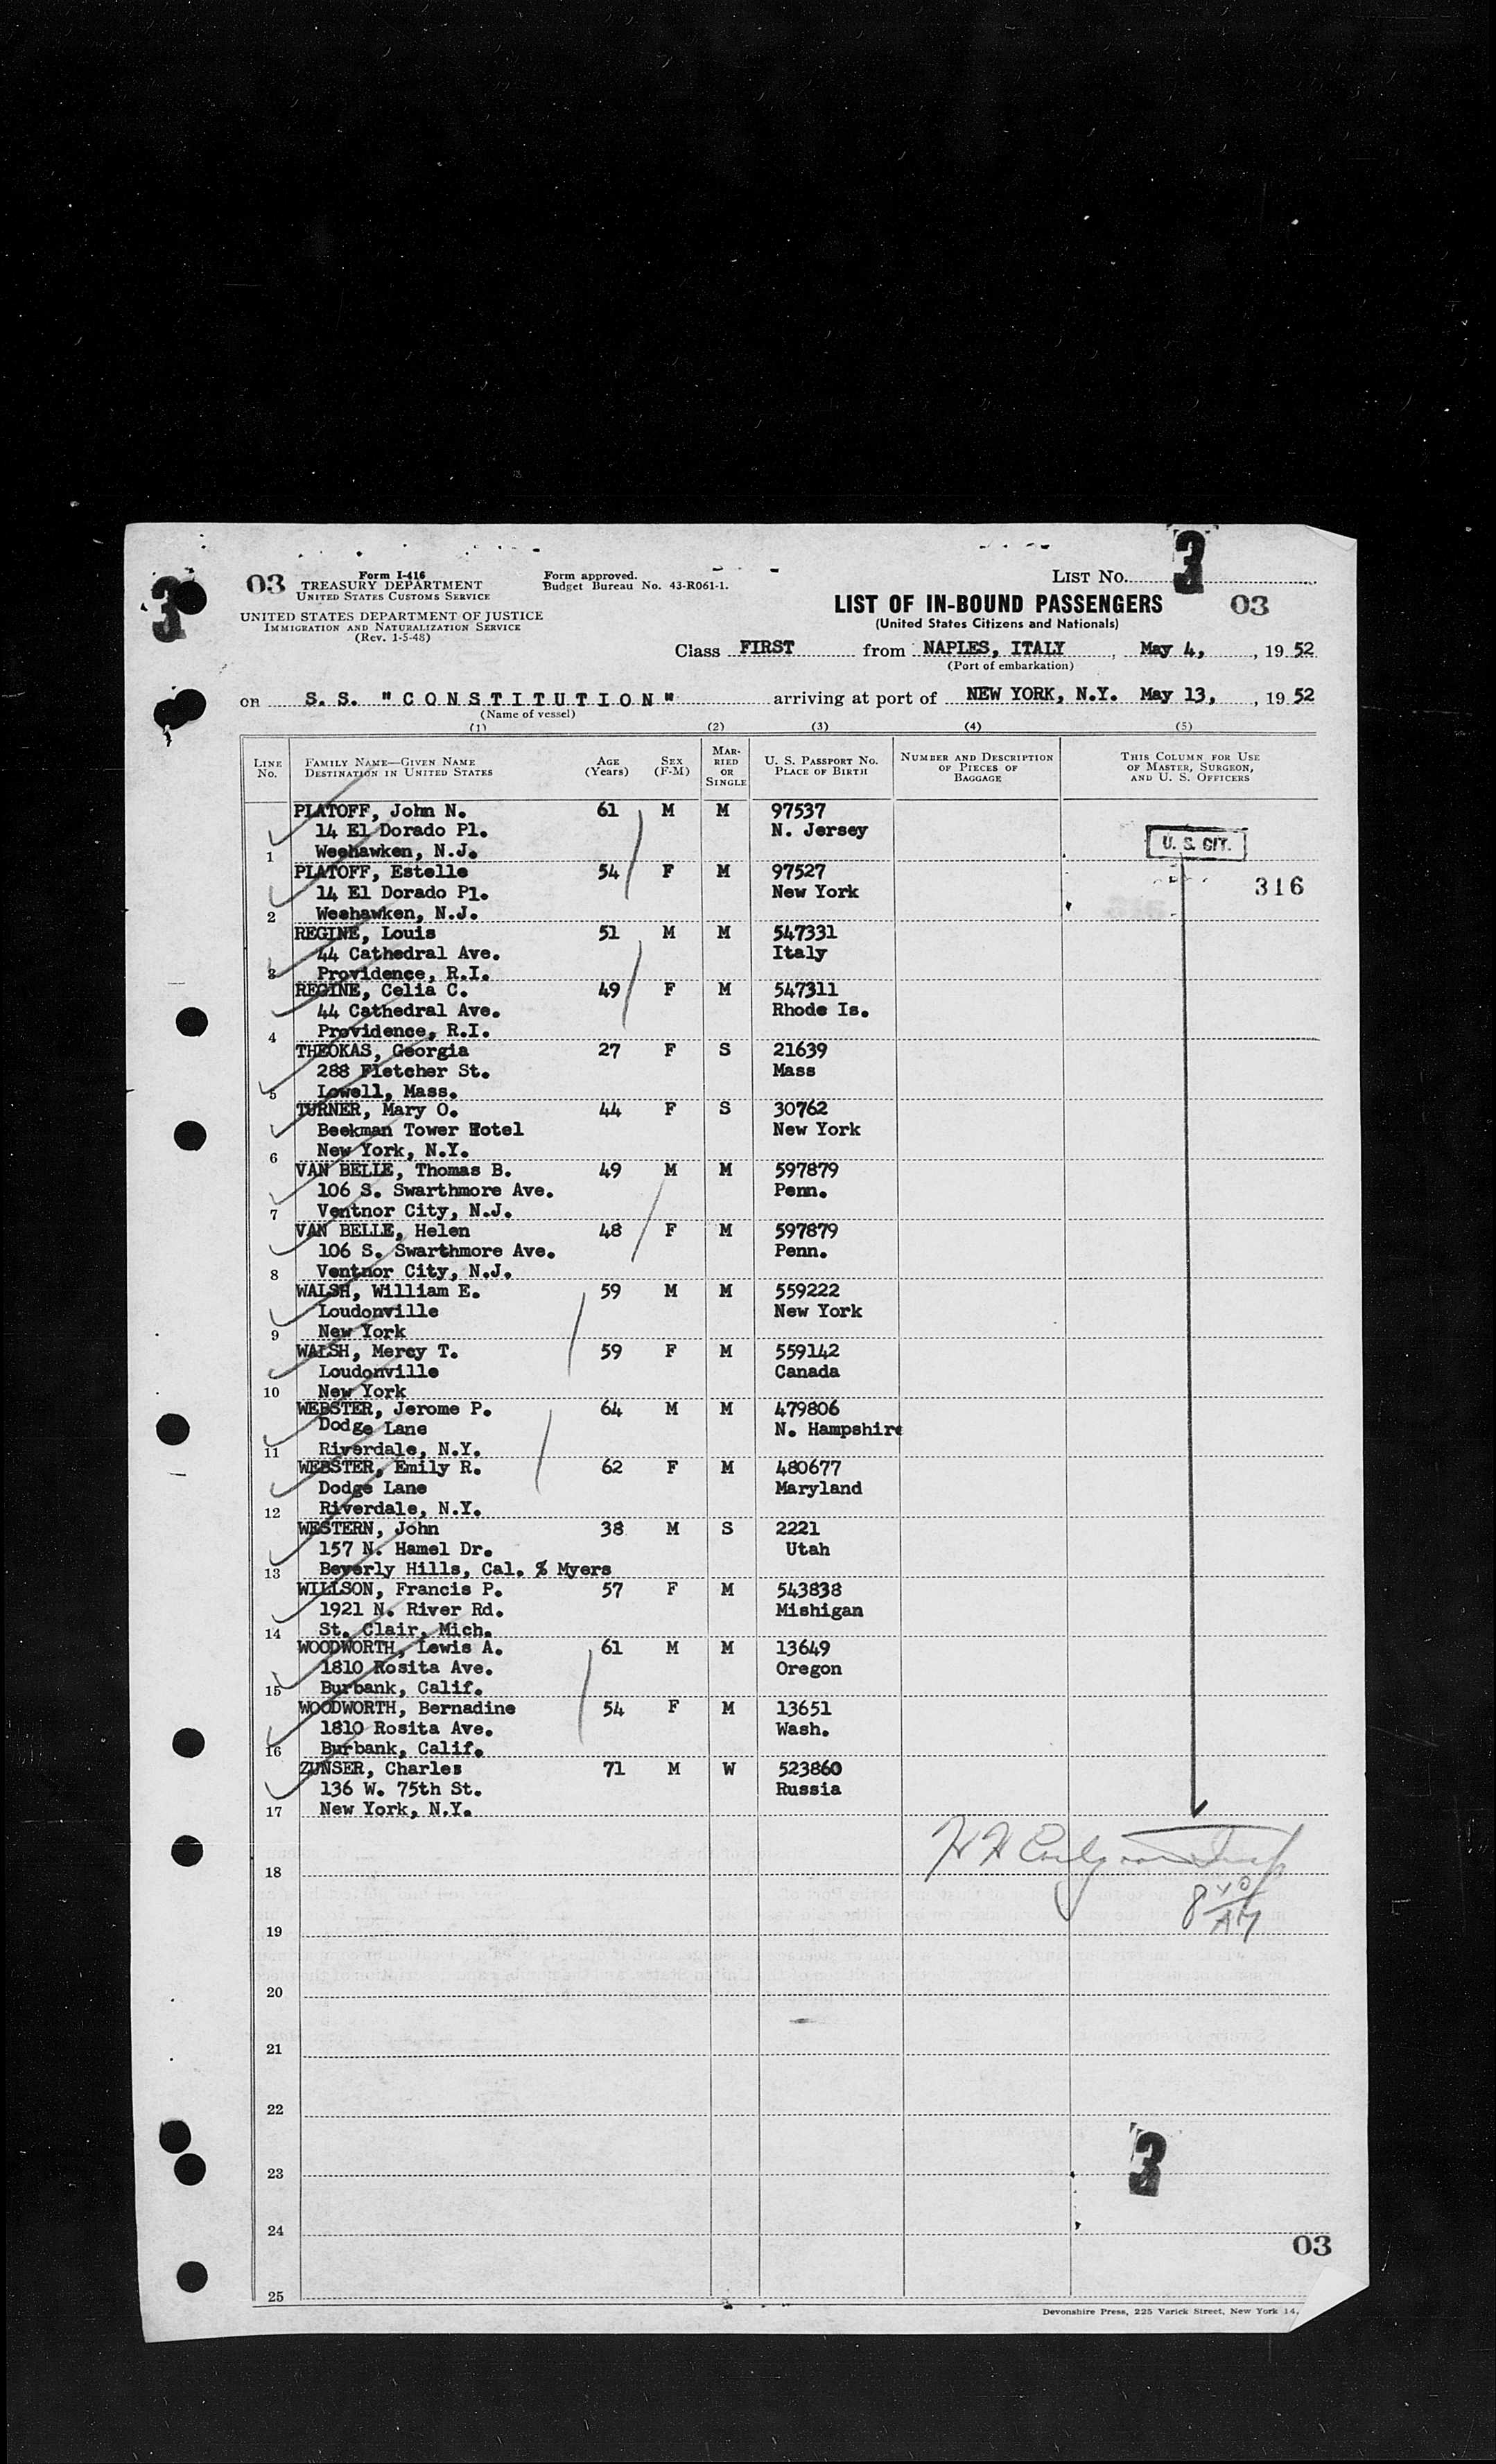 3
3
03
Form I-416
TREASURY DEPARTMENT
UNITED STATES CUSTOMS SERVICE
UNITED STATES DEPARTMENT OF JUSTICE
IMMIGRATION AND NATURALIZATION SERVICE
(Rev. 1-5-48)
Form approved.
Budget Bureau No. 43-R061-1.
LIST NO.
LIST OF IN-BOUND PASSENGERS
03
(United States Citizens and Nationals)
Class FIRST from NAPLES, ITALY, May 4, , 19 52
(Port of embarkation)
on S. S. "C O N S T I T U T I O N" arriving at port of NEW YORK, N.Y. May 13, , 19 52
(Name of vessel)
(1) (2) (3) (4) (5)
LINE No. FAMILY NAME—GIVEN NAME DESTINATION IN UNITED STATES AGE (Years) SEX (F-M) MARRIED OR SINGLE U. S. PASSPORT NO. PLACE OF BIRTH NUMBER AND DESCRIPTION OF PIECES OF BAGGAGE THIS COLUMN FOR USE OF MASTER, SURGEON, AND U. S. OFFICERS
PLATOFF, John N. 61 M M 97537
14 El Dorado Pl. N. Jersey
1 Weehawken, N.J.
U. S. CIT.
PLATOFF, Estelle 54 F M 97527
14 El Dorado Pl. New York 316
2 Weehawken, N.J.
REGINE, Louis 51 M M 547331
44 Cathedral Ave. Italy
3 Providence, R.I.
REGINE, Celia C. 49 F M 547311
44 Cathedral Ave. Rhode Is.
4 Providence, R.I.
THEOKAS, Georgia 27 F S 21639
288 Fletcher St. Mass
5 Lowell, Mass.
TURNER, Mary O. 44 F S 30762
Beekman Tower Hotel New York
6 New York, N.Y.
VAN BELLE, Thomas B. 49 M M 597879
106 S. Swarthmore Ave. Penn.
7 Ventnor City, N.J.
VAN BELLE, Helen 48 F M 597879
106 S. Swarthmore Ave. Penn.
8 Ventnor City, N.J.
WALSH, William E. 59 M M 559222
Loudonville New York
9 New York
WALSH, Mercy T. 59 F M 559142
Loudonville Canada
10 New York
WEBSTER, Jerome P. 64 M M 479806
Dodge Lane N. Hampshire
11 Riverdale, N.Y.
WEBSTER, Emily R. 62 F M 480677
Dodge Lane Maryland
12 Riverdale, N.Y.
WESTERN, John 38 M S 2221
157 N. Hamel Dr. Utah
13 Beverly Hills, Cal. % Myers
WILLSON, Francis P. 57 F M 543838
1921 N. River Rd. Mishigan
14 St. Clair, Mich.
WOODWORTH, Lewis A. 61 M M 13649
1810 Rosita Ave. Oregon
15 Burbank, Calif.
WOODWORTH, Bernadine 54 F M 13651
1810 Rosita Ave. Wash.
16 Burbank, Calif.
ZUNSER, Charles 71 M W 523860
136 W. 75th St. Russia
17 New York, N.Y.
18
8 40 AM
19
20
21
22
23
3
24
03
25
Devonshire Press, 225 Varick Street, New York 14,